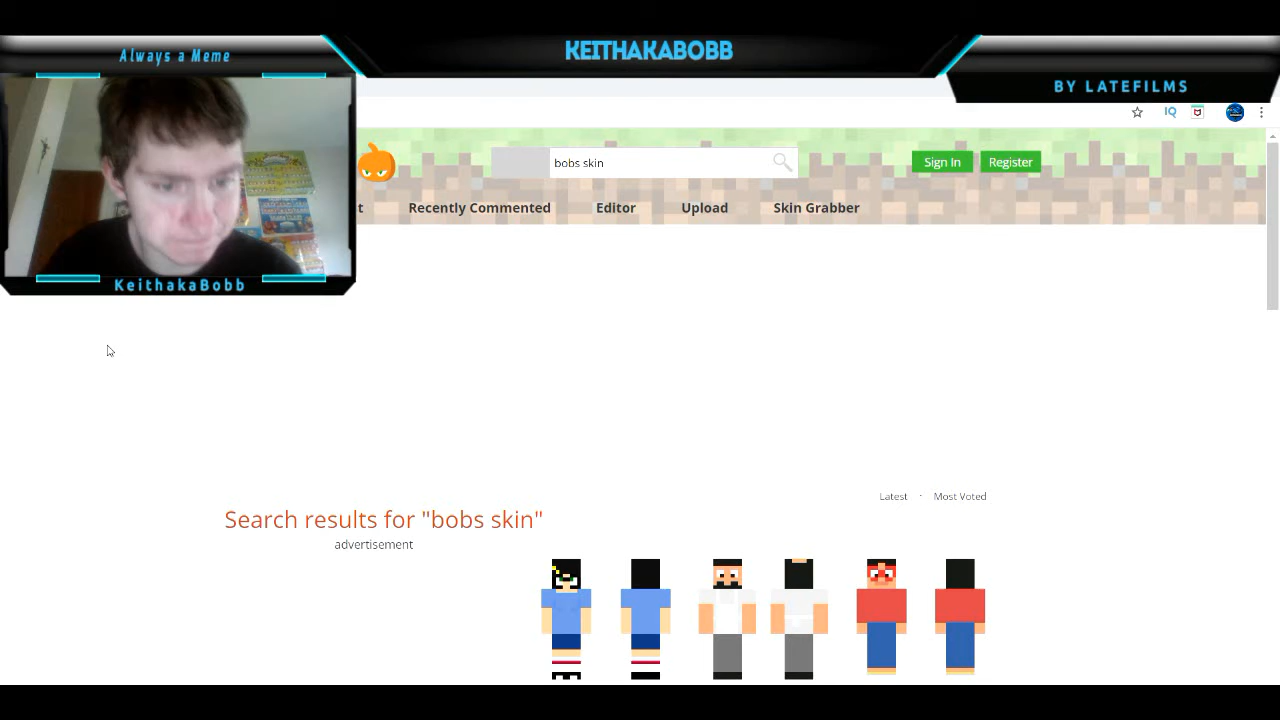 Always a Meme
KEITHAKABOBB
BY LATEFILMS
IQ
bobs skin
Sign In
Register
t
Recently Commented
Editor
Upload
Skin Grabber
KeithakaBobb
Latest · Most Voted
Search results for "bobs skin"
advertisement